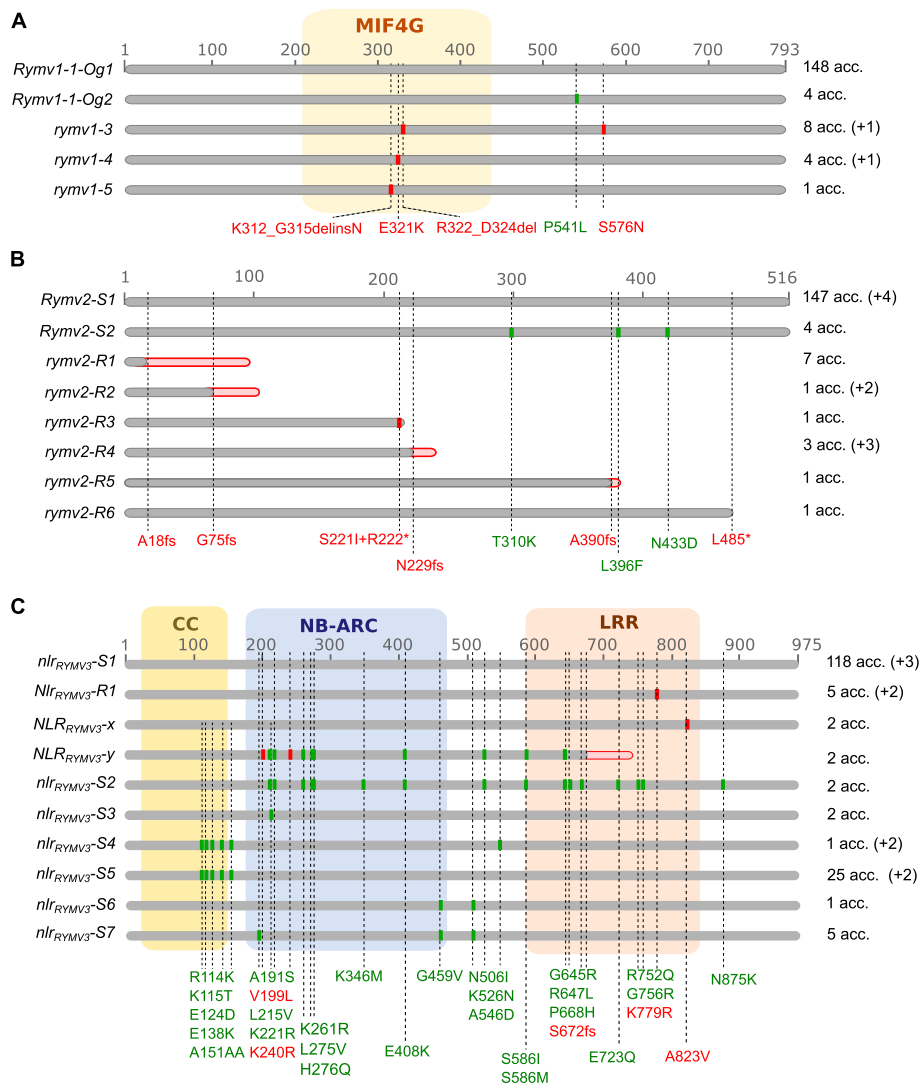 A
MIF4G
1 100 200 300 400 500 600 700 793
Rymv1-1-Og1 148 acc.
Rymv1-1-Og2 4 acc.
rymv1-3 8 acc. (+1)
rymv1-4 4 acc. (+1)
rymv1-5 1 acc.
K312_G315delinsN E321K R322_D324del P541L S576N
B
1 100 200 300 400 516
Rymv2-S1 147 acc. (+4)
Rymv2-S2 4 acc.
rymv2-R1 7 acc.
rymv2-R2 1 acc. (+2)
rymv2-R3 1 acc.
rymv2-R4 3 acc. (+3)
rymv2-R5 1 acc.
rymv2-R6 1 acc.
A18fs G75fs S221I+R222* T310K A390fs N433D L485*
N229fs L396F
C
CC NB-ARC LRR
1 100 200 300 400 500 600 700 800 900 975
nlrRYMV3-S1 118 acc. (+3)
NlrRYMV3-R1 5 acc. (+2)
NLRRYMV3-x 2 acc.
NLRRYMV3-y 2 acc.
nlrRYMV3-S2 2 acc.
nlrRYMV3-S3 2 acc.
nlrRYMV3-S4 1 acc. (+2)
nlrRYMV3-S5 25 acc. (+2)
nlrRYMV3-S6 1 acc.
nlrRYMV3-S7 5 acc.
R114K A191S K346M G459V N506I G645R R752Q N875K
K115T V199L K526N R647L G756R
E124D L215V A546D P668H K779R
E138K K221R K261R S672fs
A151AA K240R L275V E408K S586I E723Q A823V
H276Q S586M